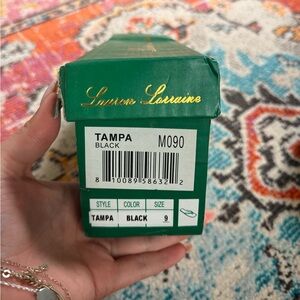 Lauren Lorraine
TAMPA M090
BLACK
8 10089 58632 2
STYLE COLOR SIZE
TAMPA BLACK 9